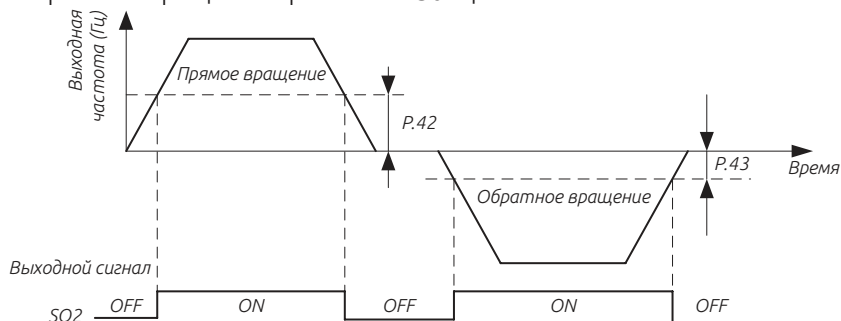 Выходная
частота (Гц)
Прямое вращение
P.42
P.43
Время
Обратное вращение
Выходной сигнал
SO2 OFF ON OFF ON OFF